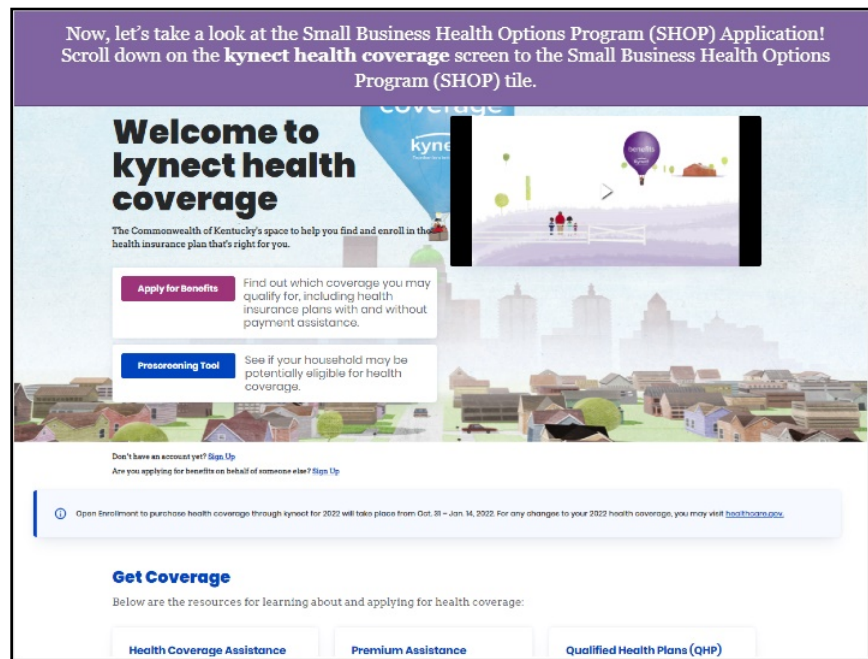 Now, let's take a look at the Small Business Health Options Program (SHOP) Application!
Scroll down on the kynect health coverage screen to the Small Business Health Options
Program (SHOP) tile.
coverage
kynect
Welcome to
kynect health
coverage
benefits
kynect
The Commonwealth of Kentucky's space to help you find and enroll in the
health insurance plan that's right for you.
Apply for Benefits
Find out which coverage you may
qualify for, including health
insurance plans with and without
payment assistance.
Prescreening Tool
See if your household may be
potentially eligible for health
coverage.
Don't have an account yet? Sign Up
Are you applying for benefits on behalf of someone else? Sign Up
Open Enrollment to purchase health coverage through kynect for 2022 will take place from Oct. 31 – Jan. 14, 2022. For any changes to your 2022 health coverage, you may visit healthcare.gov.
Get Coverage
Below are the resources for learning about and applying for health coverage:
Health Coverage Assistance
Premium Assistance
Qualified Health Plans (QHP)